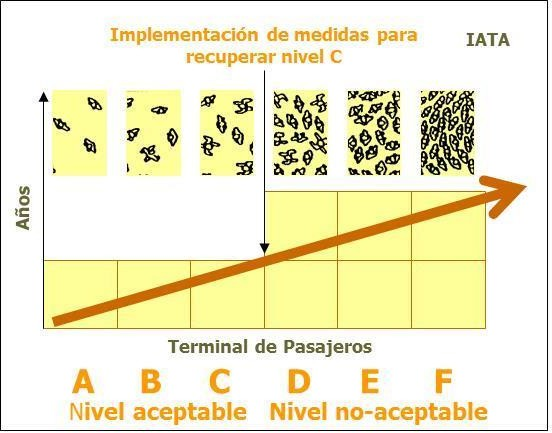 Implementación de medidas para
recuperar nivel C
IATA
Años
Terminal de Pasajeros
A B C D E F
Nivel aceptable Nivel no-aceptable